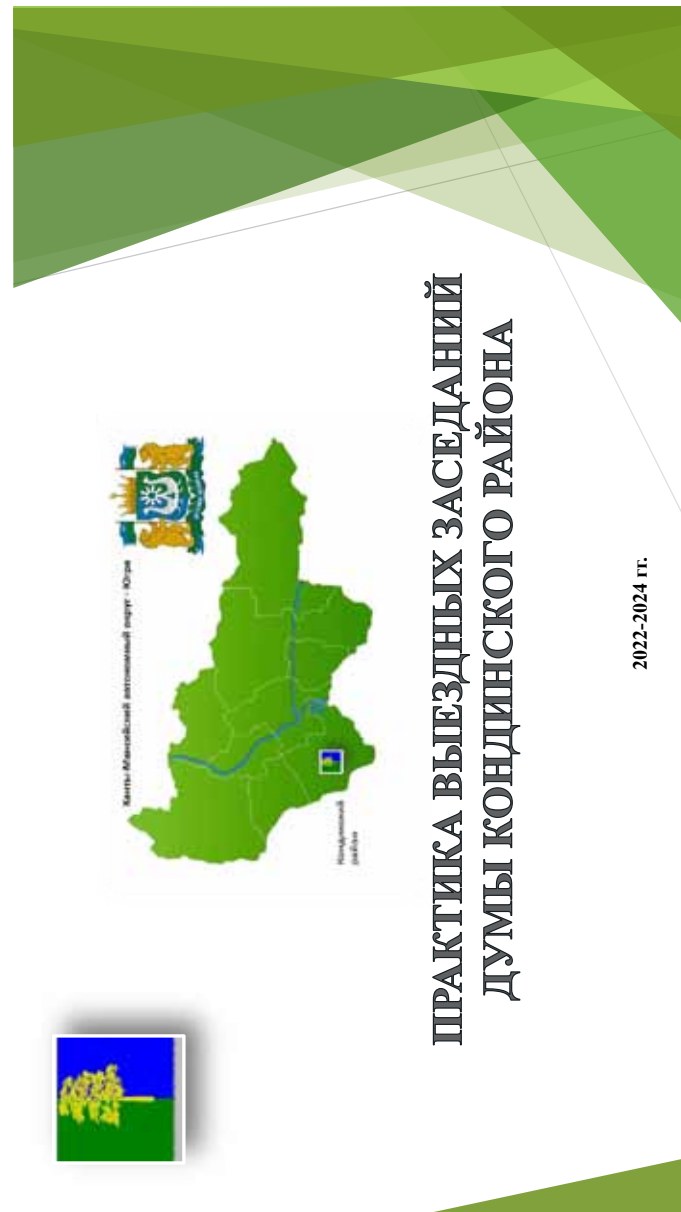 Ханты-Мансийский автономный округ - Югра
Кондинский
район
ПРАКТИКА ВЫЕЗДНЫХ ЗАСЕДАНИЙ
ДУМЫ КОНДИНСКОГО РАЙОНА
2022-2024 гг.